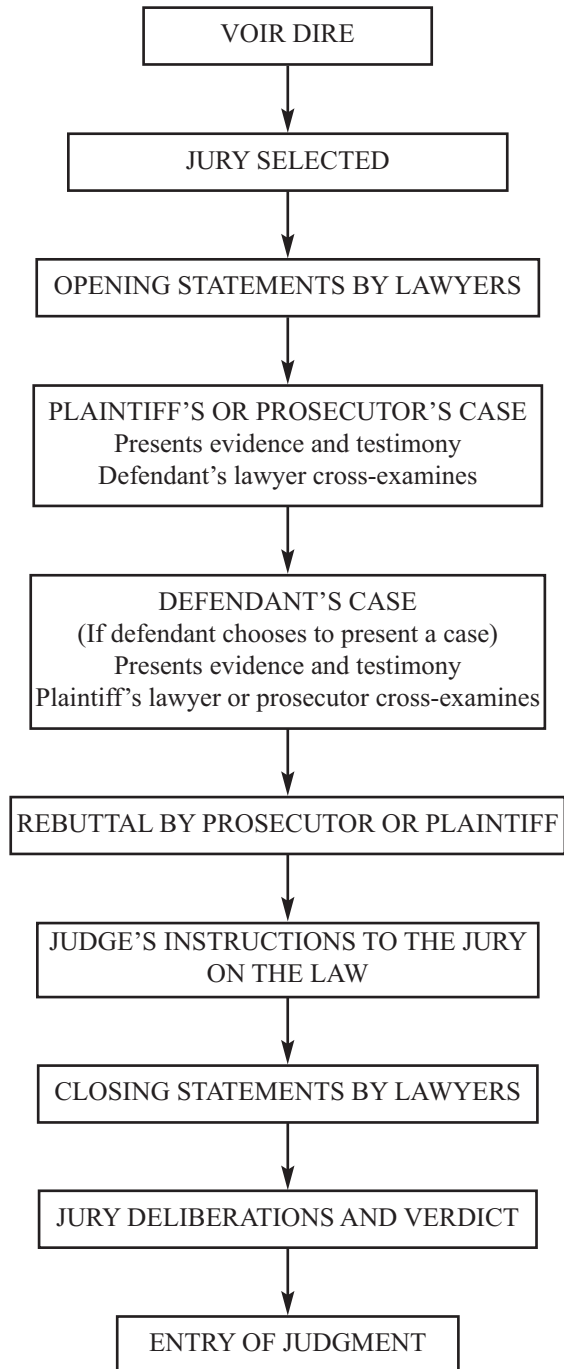 VOIR DIRE
JURY SELECTED
OPENING STATEMENTS BY LAWYERS
PLAINTIFF’S OR PROSECUTOR’S CASE
Presents evidence and testimony
Defendant’s lawyer cross-examines
DEFENDANT’S CASE
(If defendant chooses to present a case)
Presents evidence and testimony
Plaintiff’s lawyer or prosecutor cross-examines
REBUTTAL BY PROSECUTOR OR PLAINTIFF
JUDGE’S INSTRUCTIONS TO THE JURY
ON THE LAW
CLOSING STATEMENTS BY LAWYERS
JURY DELIBERATIONS AND VERDICT
ENTRY OF JUDGMENT